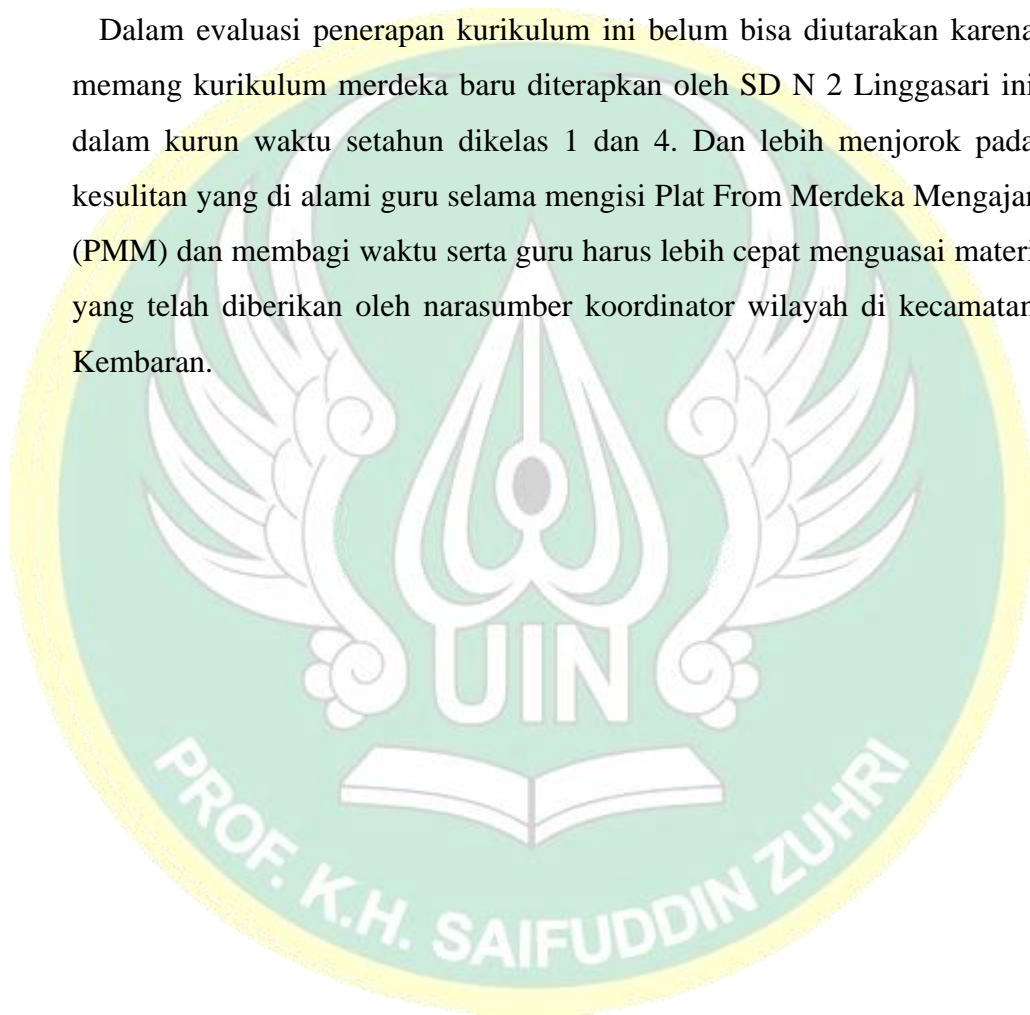 Dalam evaluasi penerapan kurikulum ini belum bisa diutarakan karena
memang kurikulum merdeka baru diterapkan oleh SD N 2 Linggasari ini
dalam kurun waktu setahun dikelas 1 dan 4. Dan lebih menjorok pada
kesulitan yang di alami guru selama mengisi Plat From Merdeka Mengajar
(PMM) dan membagi waktu serta guru harus lebih cepat menguasai materi
yang telah diberikan oleh narasumber koordinator wilayah di kecamatan
Kembaran.
UIN
PROF. K.H. SAIFUDDIN ZUHRI